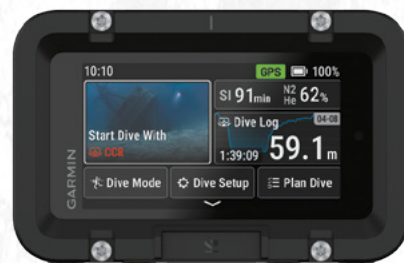 GARMIN
10:10 GPS 100%
Start Dive With
CCR
SI 91min N2 He 62%
Dive Log 04-08
1:39:09 59.1m
Dive Mode Dive Setup Plan Dive